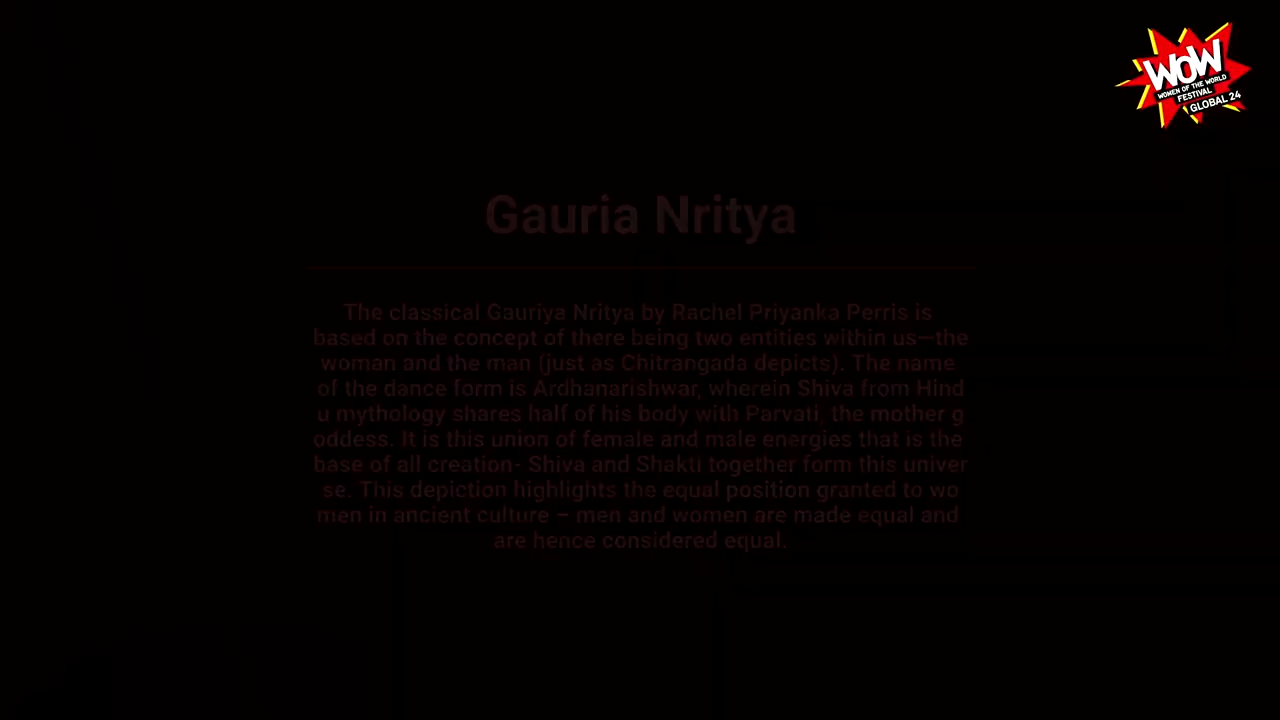 WOW
WOMEN OF THE WORLD
FESTIVAL
GLOBAL 24
Gauria Nritya
The classical Gauriya Nritya by Rachel Priyanka Perris is
based on the concept of there being two entities within us—the
woman and the man (just as Chitrangada depicts). The name
of the dance form is Ardhanarishwar, wherein Shiva from Hind
u mythology shares half of his body with Parvati, the mother g
oddess. It is this union of female and male energies that is the
base of all creation- Shiva and Shakti together form this univer
se. This depiction highlights the equal position granted to wo
men in ancient culture – men and women are made equal and
are hence considered equal.